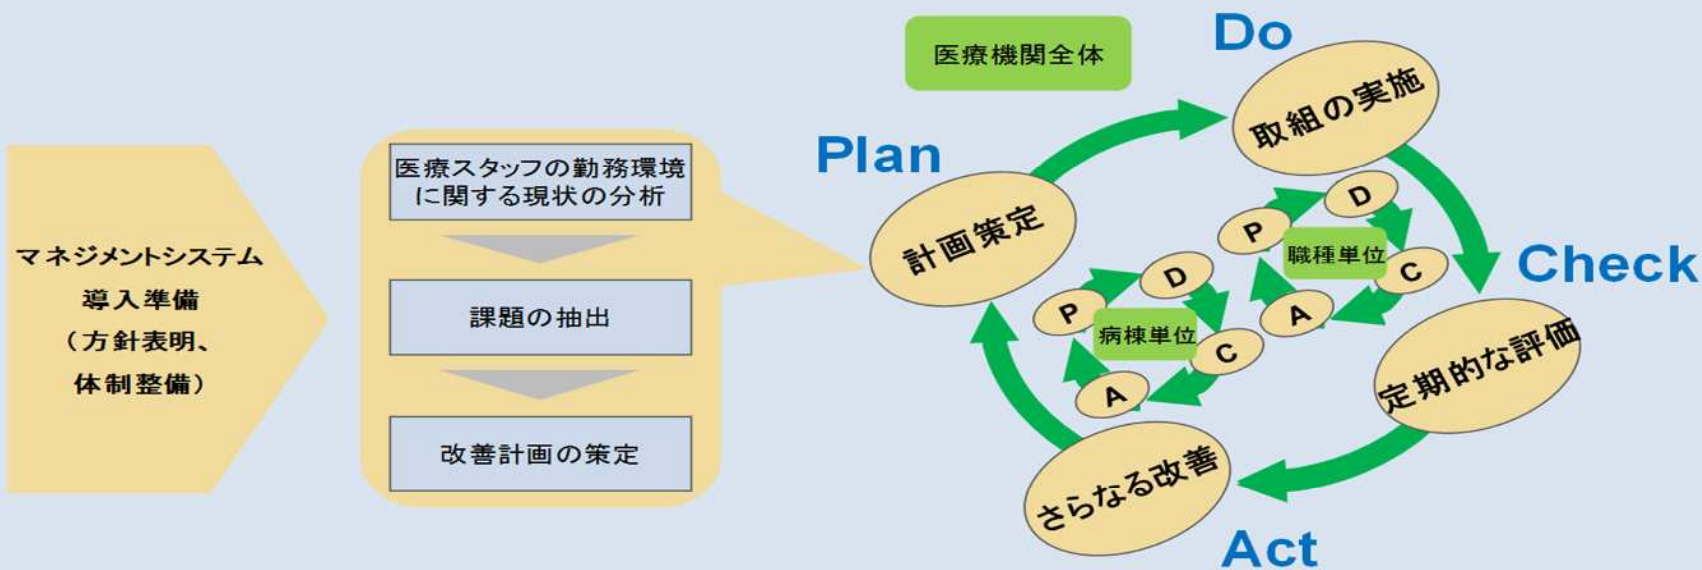 マネジメントシステム
導入準備
（方針表明、
体制整備）
医療スタッフの勤務環境
に関する現状の分析
課題の抽出
改善計画の策定
医療機関全体
Plan
計画策定
Do
取組の実施
Check
定期的な評価
Act
さらなる改善
職種単位
P
D
C
A
病棟単位
P
D
C
A